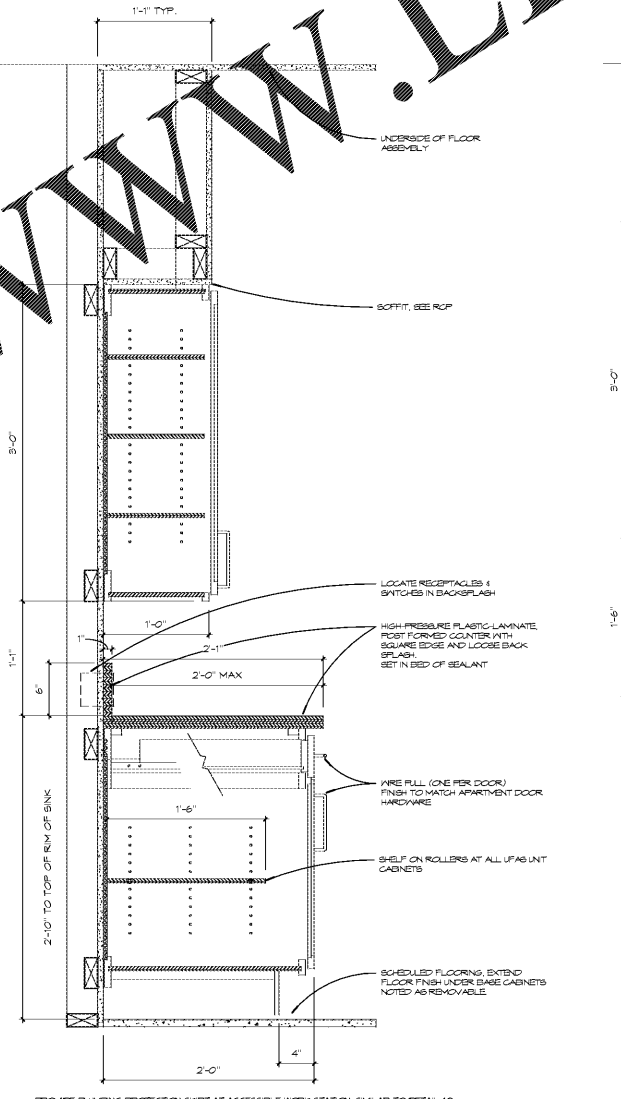 1'-1" TYP.
WWW.
UNDERSIDE OF FLOOR
ASSEMBLY
SOFFIT, SEE RCP
3'-0"
3'-0"
LOCATE RECEPTACLES &
SWITCHES IN BACKSPLASH
1'-0"
1'-6"
HIGH-PRESSURE PLASTIC-LAMINATE,
POST FORMED COUNTER WITH
SQUARE EDGE AND LOOSE BACK
SPLASH.
SET IN BED OF SEALANT
1"
2'-1"
1'-1"
2'-0" MAX
6"
WIRE PULL (ONE PER DOOR)
FINISH TO MATCH APARTMENT DOOR
HARDWARE
1'-6"
2'-10" TO TOP OF RIM OF SINK
SHELF ON ROLLERS AT ALL UFAS UNIT
CABINETS
SCHEDULED FLOORING, EXTEND
FLOOR FINISH UNDER BASE CABINETS
NOTED AS REMOVABLE
4"
2'-0"